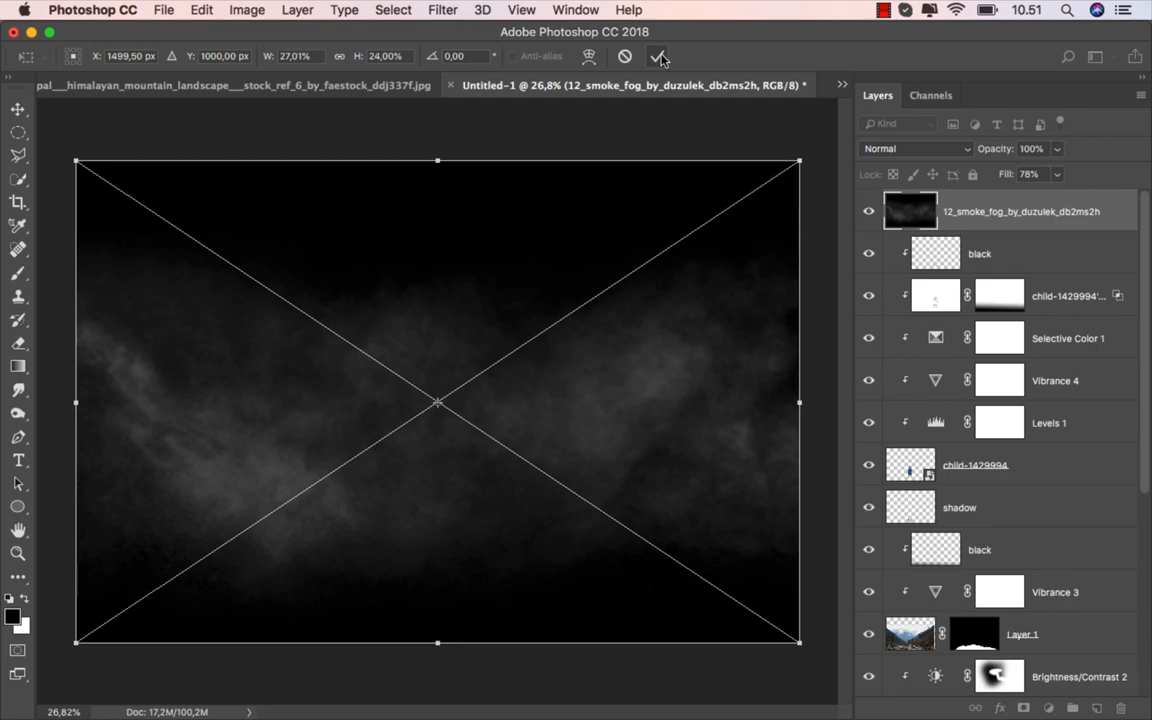 Photoshop CC File Edit Image Layer Type Select Filter 3D View Window Help 10.51
Adobe Photoshop CC 2018
X: 1499,50 px Y: 1000,00 px W: 27,01% H: 24,00% 0,00 ° Anti-alias
pal__himalayan_mountain_landscape__stock_ref_6_by_faestock_ddj337f.jpg × Untitled-1 @ 26,8% (12_smoke_fog_by_duzulek_db2ms2h, RGB/8) *
Layers Channels
Kind
Normal Opacity: 100%
Lock: Fill: 78%
12_smoke_fog_by_duzulek_db2ms2h
black
child-1429994'...
Selective Color 1
Vibrance 4
Levels 1
child-1429994
shadow
black
Vibrance 3
Layer 1
Brightness/Contrast 2
26,82% Doc: 17,2M/100,2M